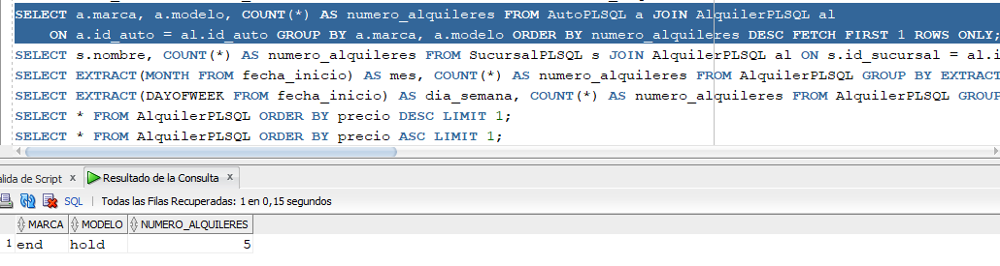 SELECT a.marca, a.modelo, COUNT(*) AS numero_alquileres FROM AutoPLSQL a JOIN AlquilerPLSQL al
ON a.id_auto = al.id_auto GROUP BY a.marca, a.modelo ORDER BY numero_alquileres DESC FETCH FIRST 1 ROWS ONLY;
SELECT s.nombre, COUNT(*) AS numero_alquileres FROM SucursalPLSQL s JOIN AlquilerPLSQL al ON s.id_sucursal = al.i
SELECT EXTRACT(MONTH FROM fecha_inicio) AS mes, COUNT(*) AS numero_alquileres FROM AlquilerPLSQL GROUP BY EXTRACT
SELECT EXTRACT(DAYOFWEEK FROM fecha_inicio) AS dia_semana, COUNT(*) AS numero_alquileres FROM AlquilerPLSQL GROUP
SELECT * FROM AlquilerPLSQL ORDER BY precio DESC LIMIT 1;
SELECT * FROM AlquilerPLSQL ORDER BY precio ASC LIMIT 1;
alida de Script x Resultado de la Consulta x
SQL | Todas las Filas Recuperadas: 1 en 0,15 segundos
MARCA MODELO NUMERO_ALQUILERES
1 end hold 5